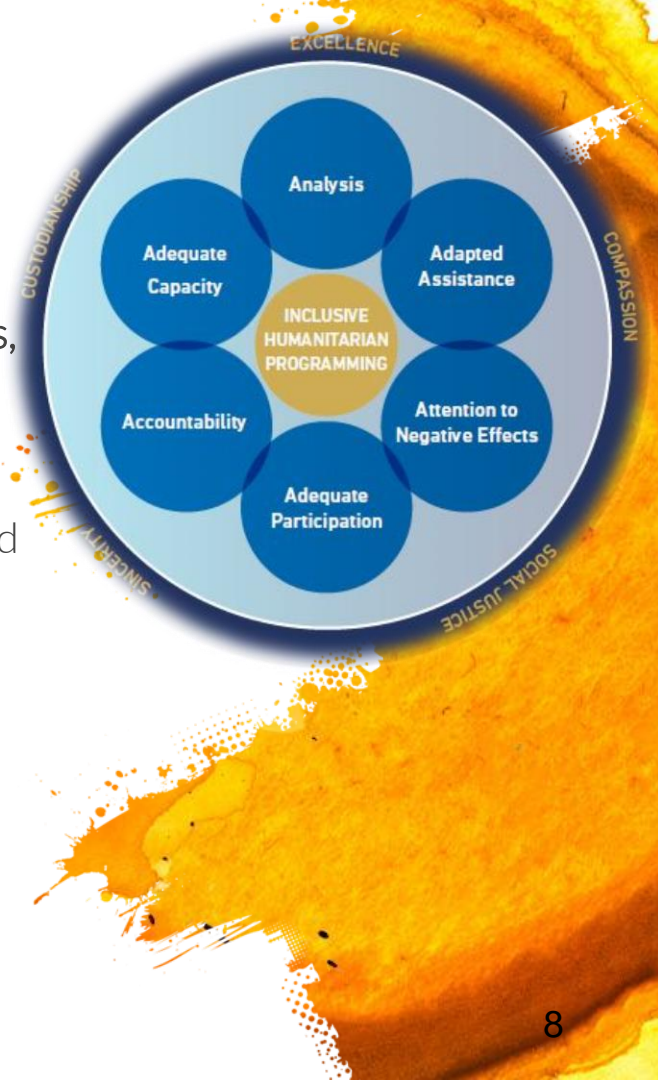 EXCELLENCE
CUSTODIANSHIP
COMPASSION
Analysis
Adequate
Capacity
Adapted
Assistance
INCLUSIVE
HUMANITARIAN
PROGRAMMING
s,
Accountability
Attention to
Negative Effects
Adequate
Participation
d
SINCERITY
SOCIAL JUSTICE
8